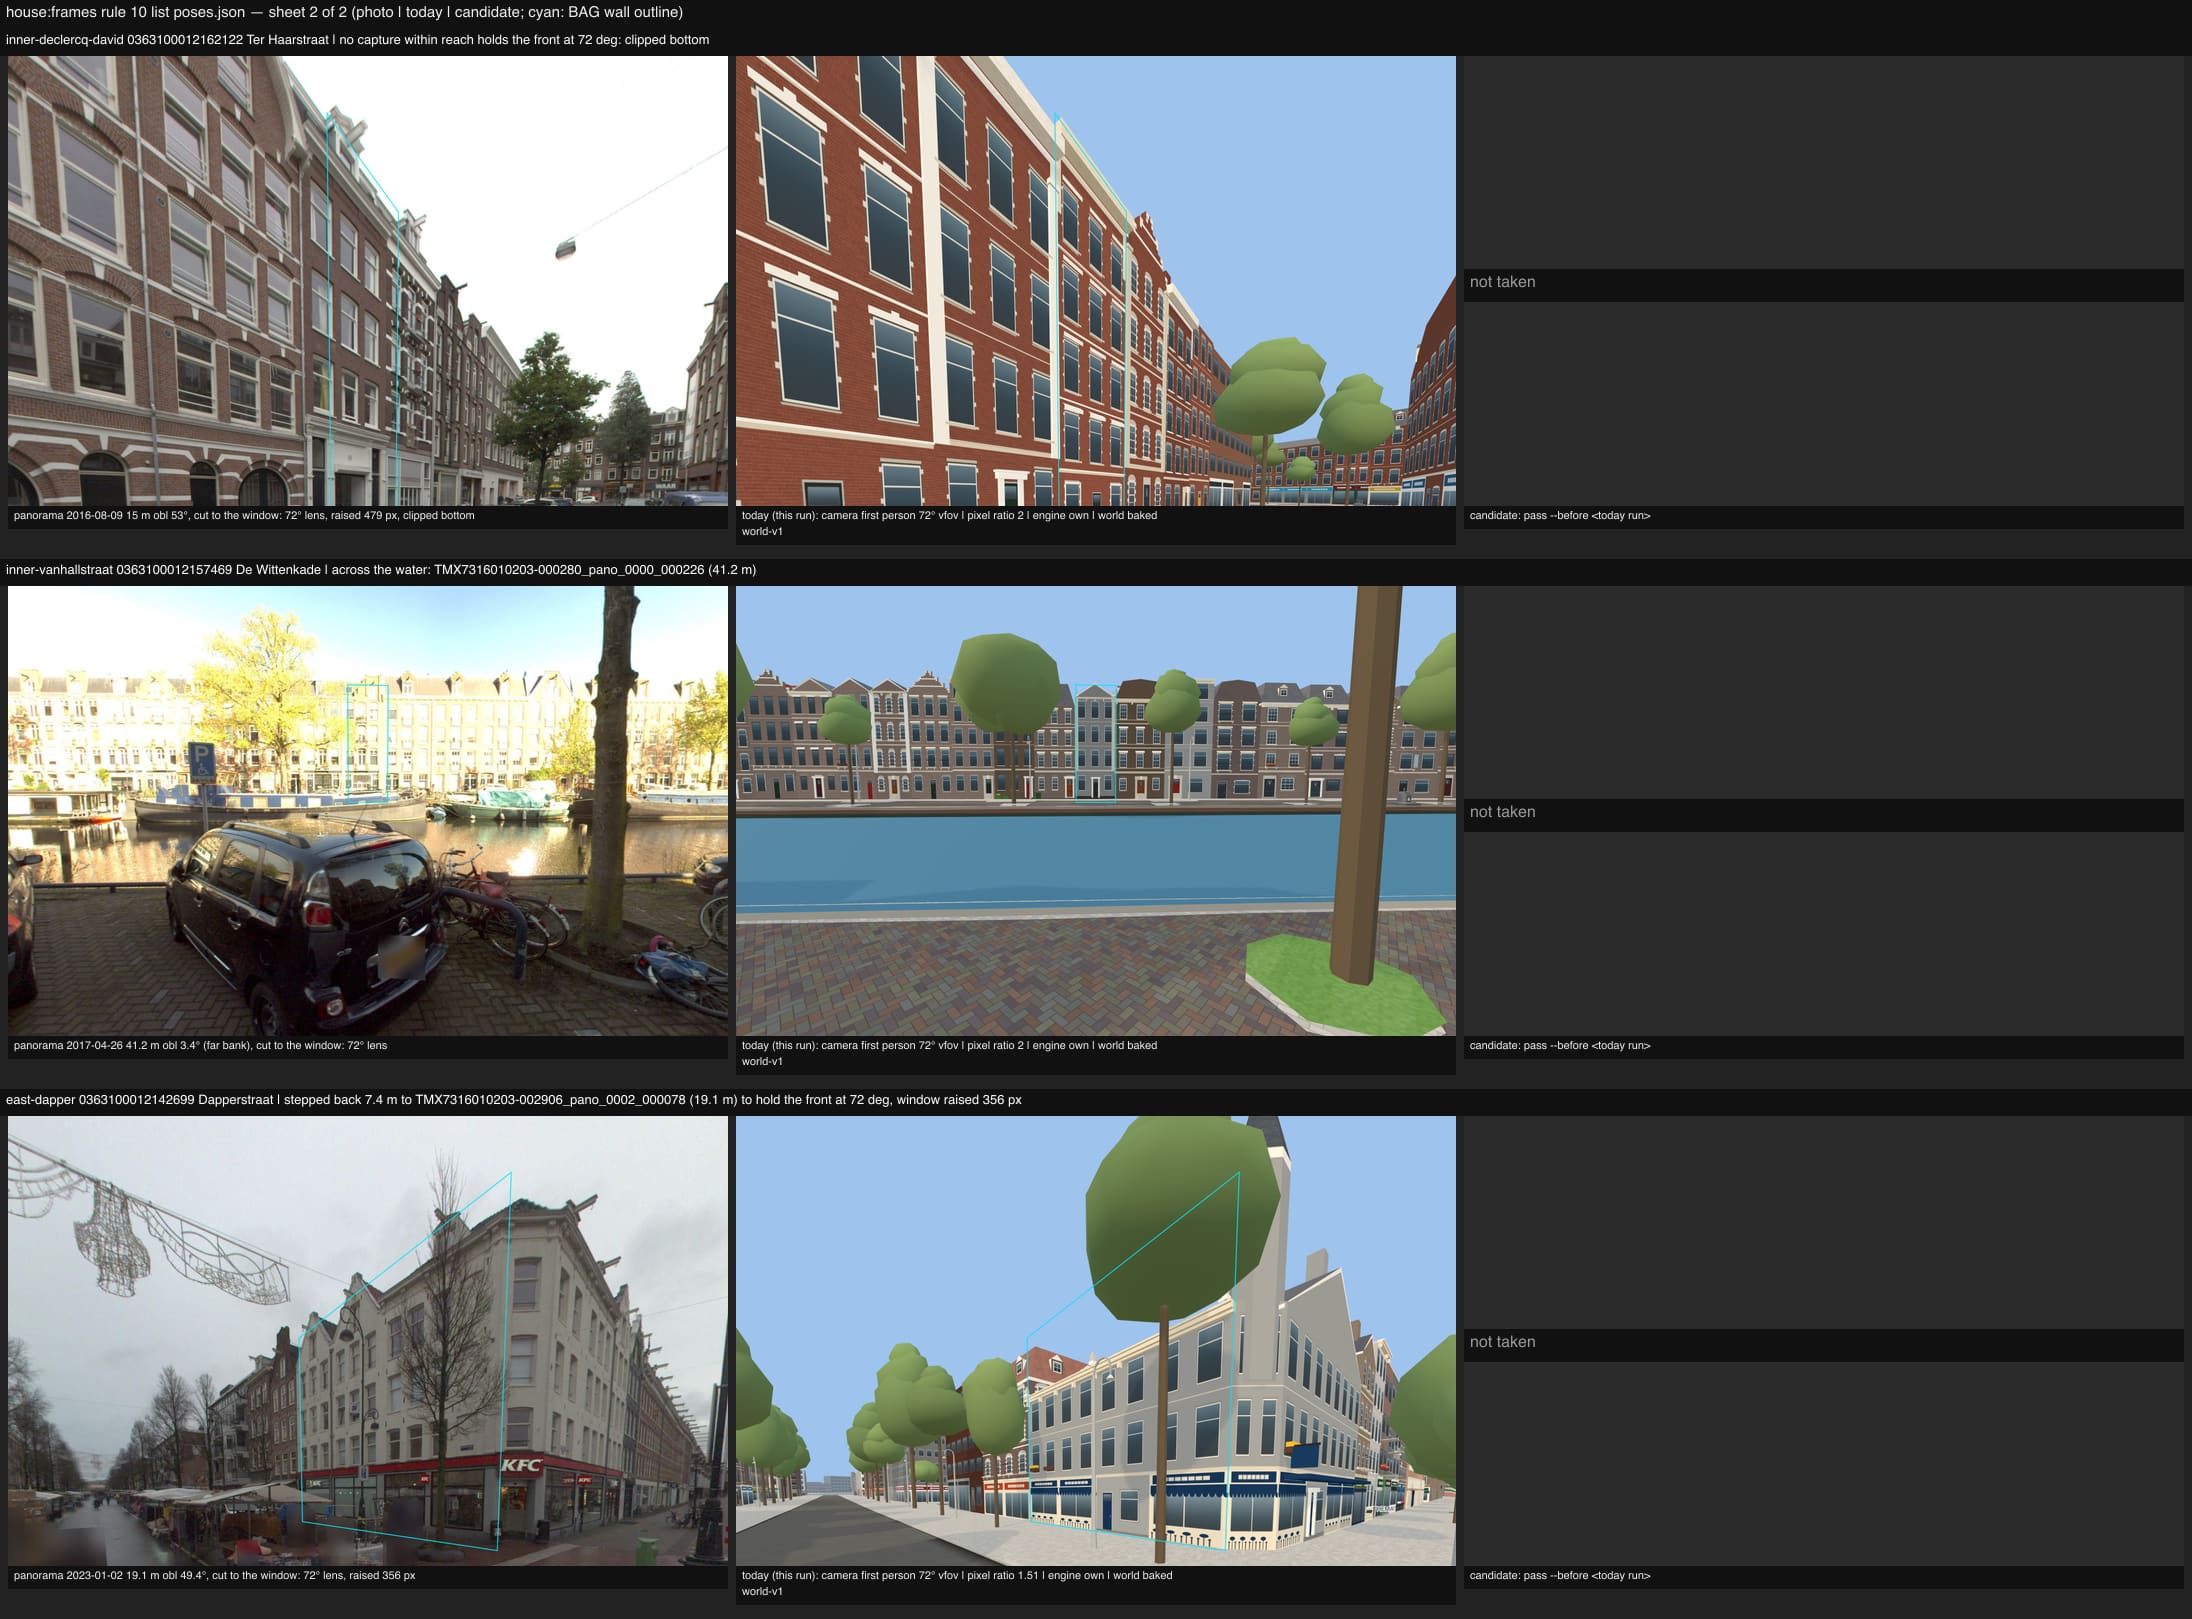 house:frames rule 10 list poses.json — sheet 2 of 2 (photo | today | candidate; cyan: BAG wall outline)
inner-declercq-david 0363100012162122 Ter Haarstraat | no capture within reach holds the front at 72 deg: clipped bottom
not taken
panorama 2016-08-09 15 m obl 53°, cut to the window: 72° lens, raised 479 px, clipped bottom
today (this run): camera first person 72° vfov | pixel ratio 2 | engine own | world baked
world-v1
candidate: pass --before <today run>
inner-vanhallstraat 0363100012157469 De Wittenkade | across the water: TMX7316010203-000280_pano_0000_000226 (41.2 m)
P
not taken
panorama 2017-04-26 41.2 m obl 3.4° (far bank), cut to the window: 72° lens
today (this run): camera first person 72° vfov | pixel ratio 2 | engine own | world baked
world-v1
candidate: pass --before <today run>
east-dapper 0363100012142699 Dapperstraat | stepped back 7.4 m to TMX7316010203-002906_pano_0002_000078 (19.1 m) to hold the front at 72 deg, window raised 356 px
KFC
not taken
panorama 2023-01-02 19.1 m obl 49.4°, cut to the window: 72° lens, raised 356 px
today (this run): camera first person 72° vfov | pixel ratio 1.51 | engine own | world baked
world-v1
candidate: pass --before <today run>